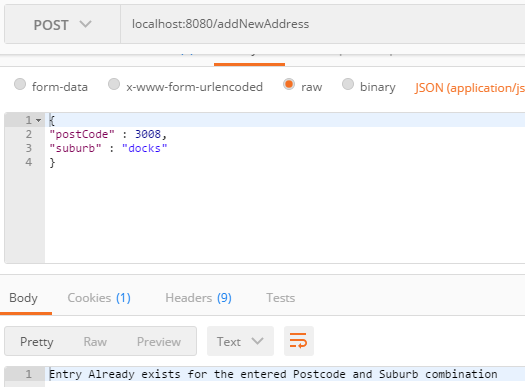 POST localhost:8080/addNewAddress
form-data x-www-form-urlencoded raw binary JSON (application/js
1 {
2 "postCode" : 3008,
3 "suburb" : "docks"
4 }
Body Cookies (1) Headers (9) Tests
Pretty Raw Preview Text
1 Entry Already exists for the entered Postcode and Suburb combination